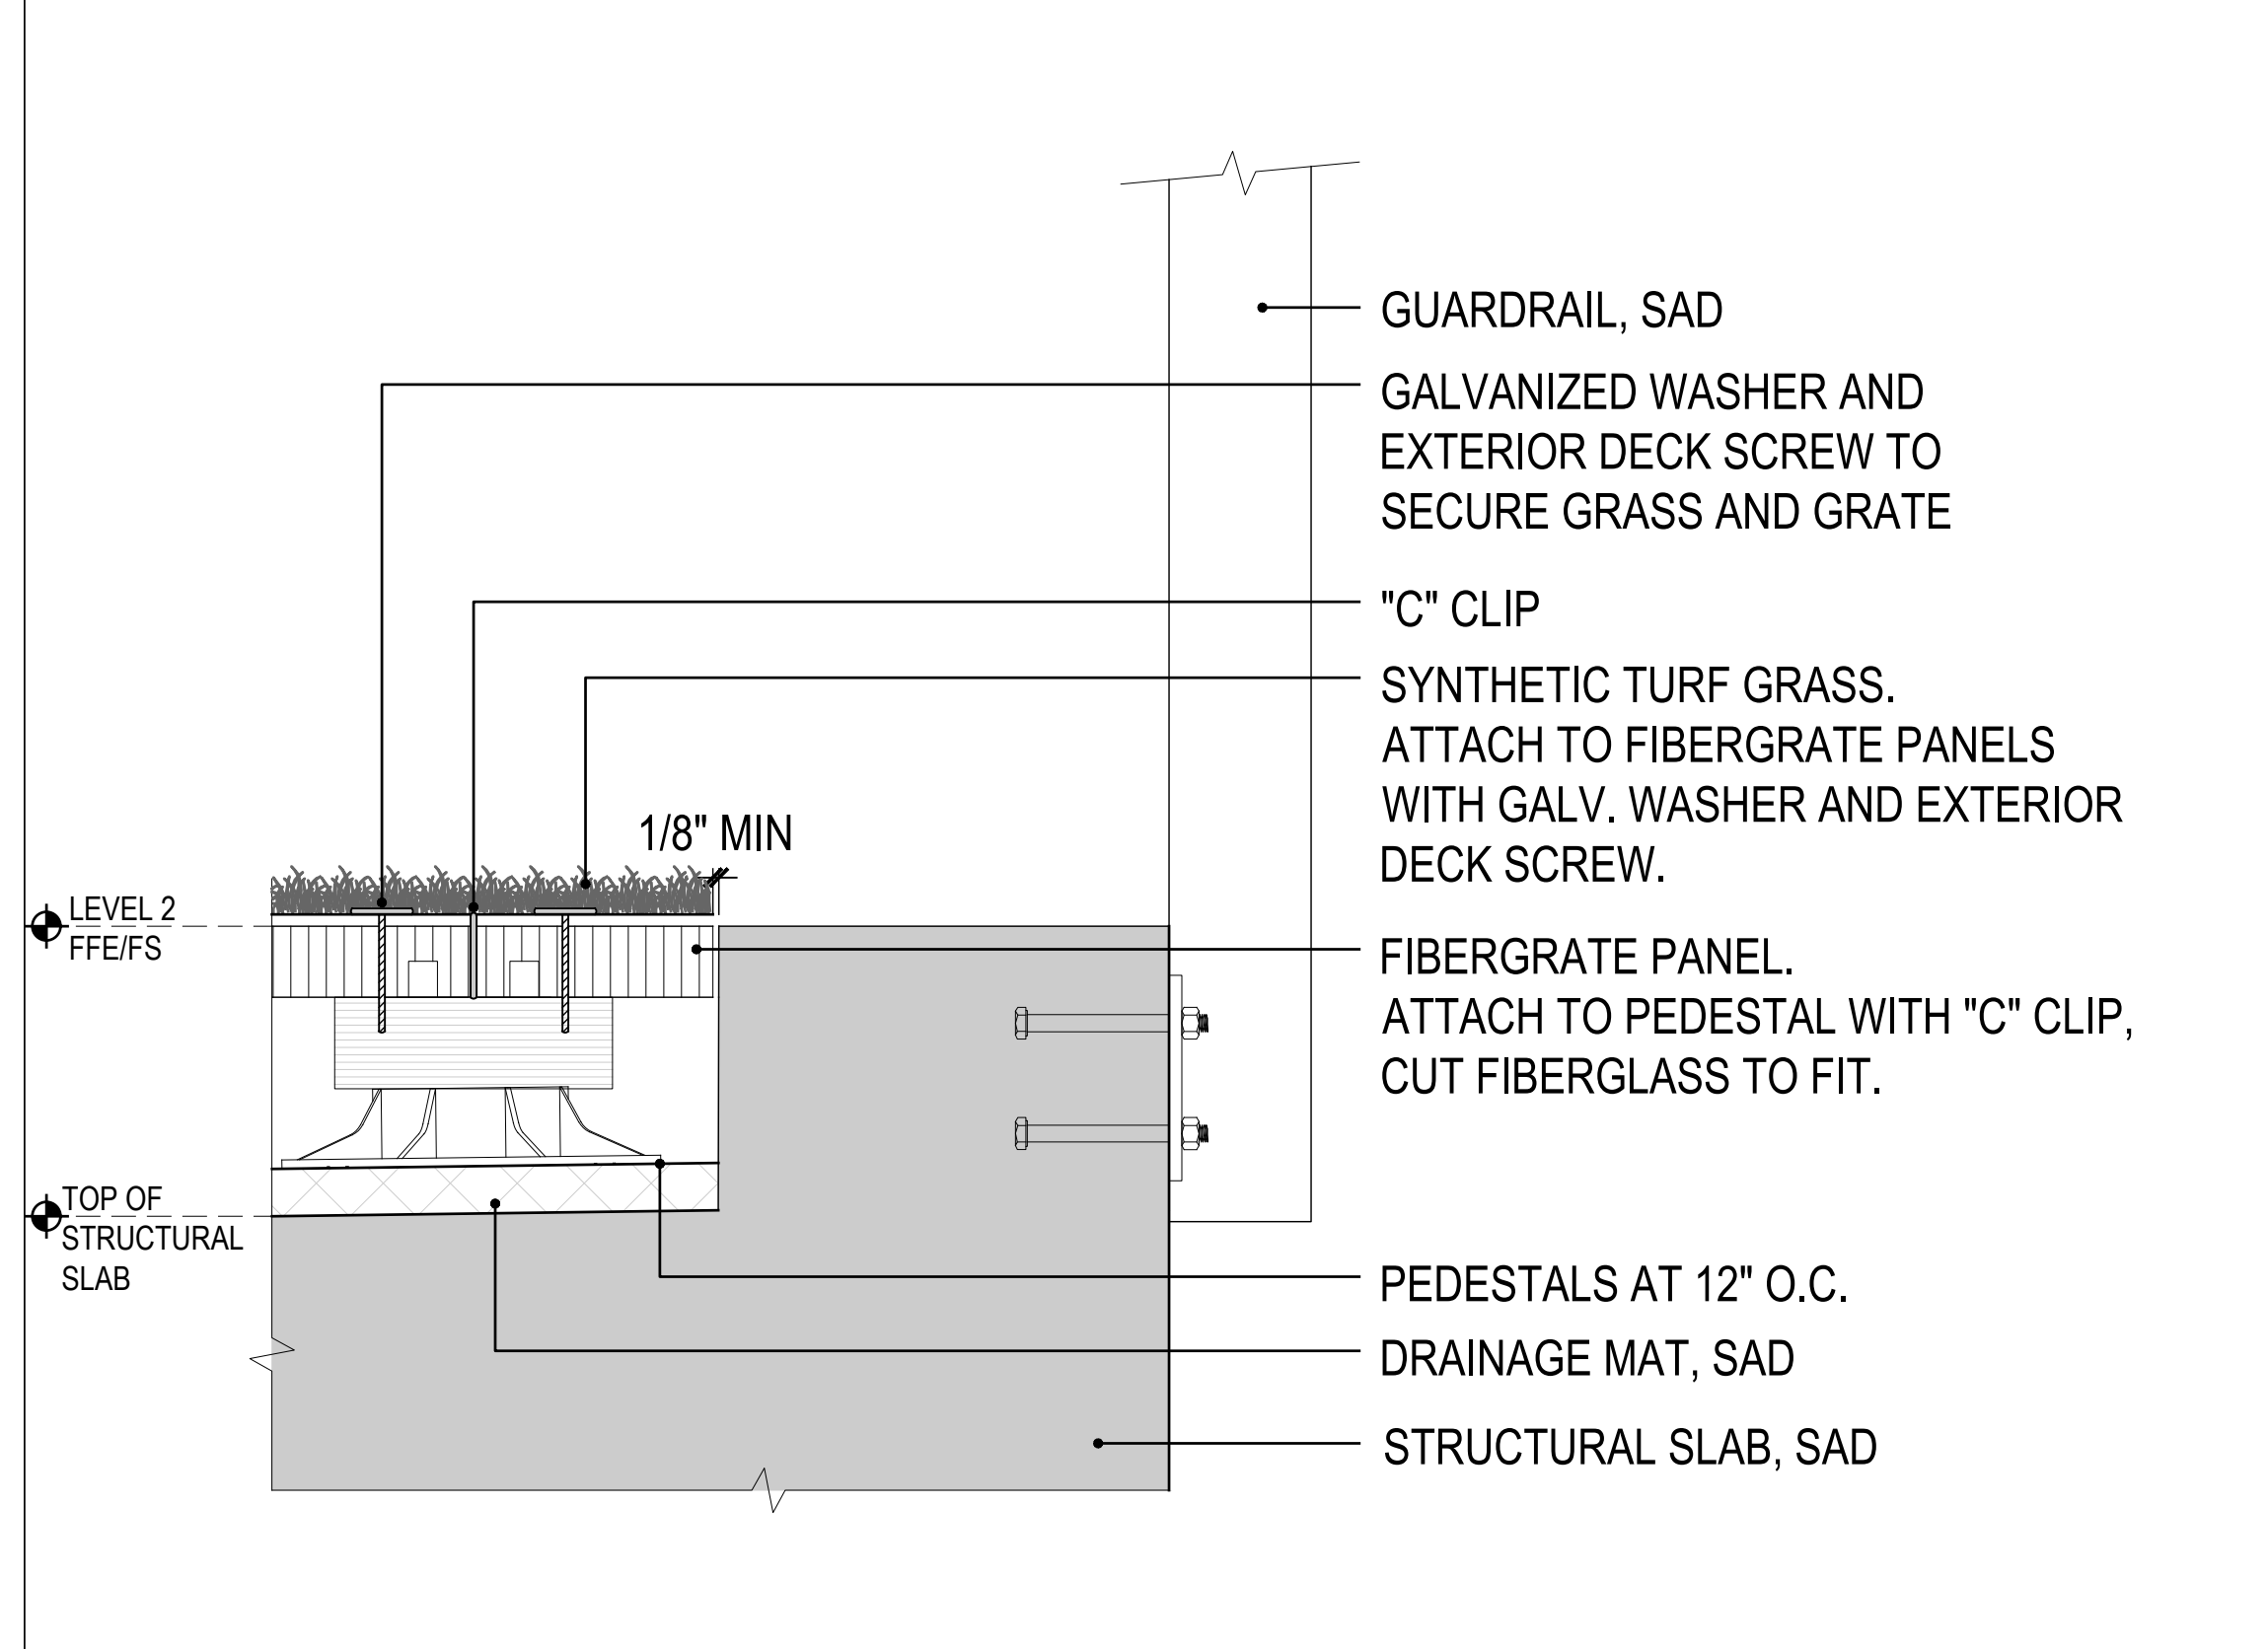 GUARDRAIL, SAD
GALVANIZED WASHER AND
EXTERIOR DECK SCREW TO
SECURE GRASS AND GRATE
"C" CLIP
SYNTHETIC TURF GRASS.
ATTACH TO FIBERGRATE PANELS
WITH GALV. WASHER AND EXTERIOR
DECK SCREW.
1/8" MIN
LEVEL 2
FFE/FS
FIBERGRATE PANEL.
ATTACH TO PEDESTAL WITH "C" CLIP,
CUT FIBERGLASS TO FIT.
TOP OF
STRUCTURAL
SLAB
PEDESTALS AT 12" O.C.
DRAINAGE MAT, SAD
STRUCTURAL SLAB, SAD